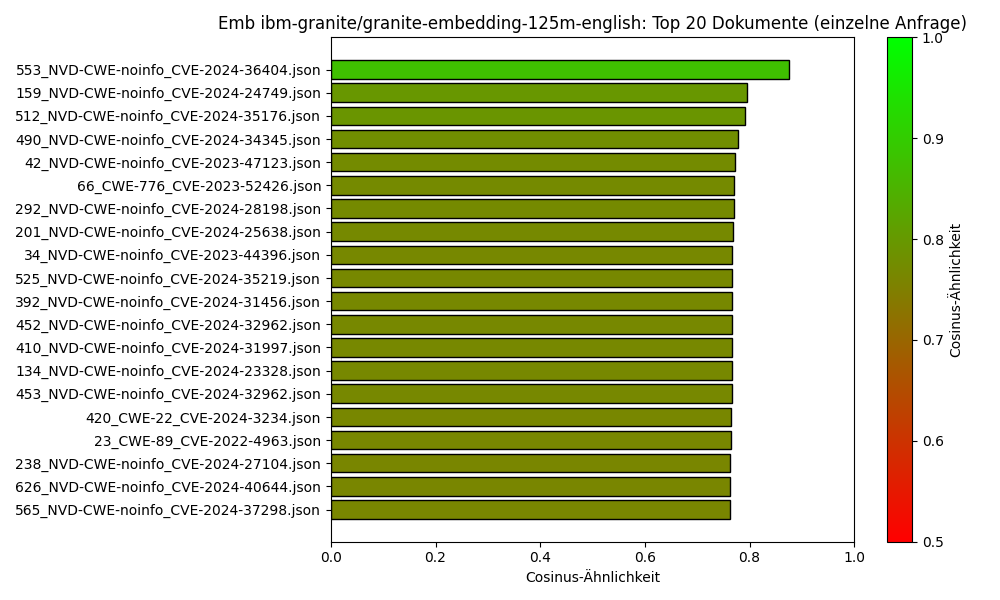 Emb ibm-granite/granite-embedding-125m-english: Top 20 Dokumente (einzelne Anfrage)
553_NVD-CWE-noinfo_CVE-2024-36404.json
159_NVD-CWE-noinfo_CVE-2024-24749.json
512_NVD-CWE-noinfo_CVE-2024-35176.json
490_NVD-CWE-noinfo_CVE-2024-34345.json
42_NVD-CWE-noinfo_CVE-2023-47123.json
66_CWE-776_CVE-2023-52426.json
292_NVD-CWE-noinfo_CVE-2024-28198.json
201_NVD-CWE-noinfo_CVE-2024-25638.json
34_NVD-CWE-noinfo_CVE-2023-44396.json
525_NVD-CWE-noinfo_CVE-2024-35219.json
392_NVD-CWE-noinfo_CVE-2024-31456.json
452_NVD-CWE-noinfo_CVE-2024-32962.json
410_NVD-CWE-noinfo_CVE-2024-31997.json
134_NVD-CWE-noinfo_CVE-2024-23328.json
453_NVD-CWE-noinfo_CVE-2024-32962.json
420_CWE-22_CVE-2024-3234.json
23_CWE-89_CVE-2022-4963.json
238_NVD-CWE-noinfo_CVE-2024-27104.json
626_NVD-CWE-noinfo_CVE-2024-40644.json
565_NVD-CWE-noinfo_CVE-2024-37298.json
0.0 0.2 0.4 0.6 0.8 1.0
Cosinus-Ähnlichkeit
1.0
0.9
0.8
0.7
0.6
0.5
Cosinus-Ähnlichkeit